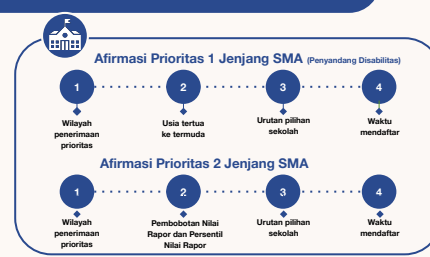 Afirmasi Prioritas 1 Jenjang SMA (Penyandang Disabilitas)
1 2 3 4
Wilayah
penerimaan
prioritas
Usia tertua
ke termuda
Urutan pilihan
sekolah
Waktu
mendaftar
Afirmasi Prioritas 2 Jenjang SMA
1 2 3 4
Wilayah
penerimaan
prioritas
Pembobotan Nilai
Rapor dan Persentil
Nilai Rapor
Urutan pilihan
sekolah
Waktu
mendaftar